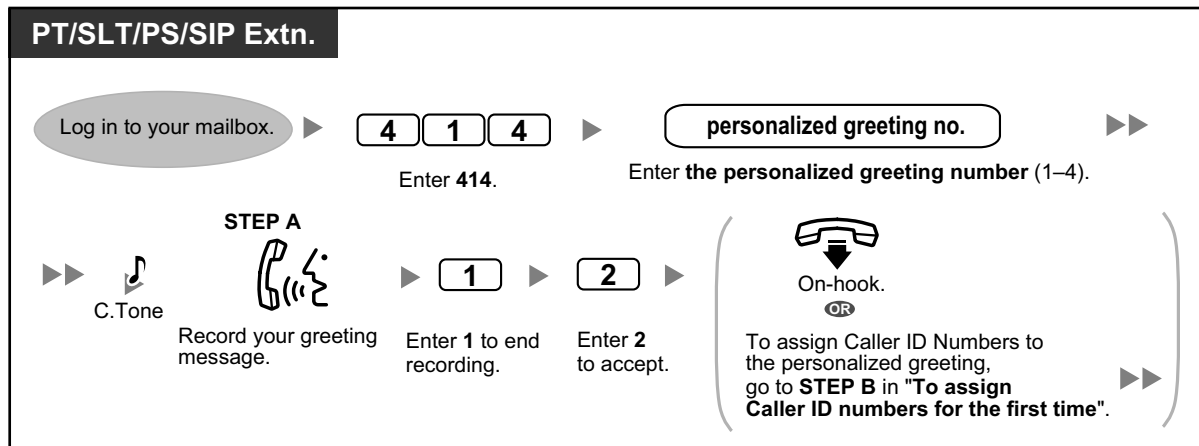 PT/SLT/PS/SIP Extn.
Log in to your mailbox.
4 1 4
Enter 414.
personalized greeting no.
Enter the personalized greeting number (1–4).
C.Tone
STEP A
Record your greeting
message.
1
Enter 1 to end
recording.
2
Enter 2
to accept.
On-hook.
OR
To assign Caller ID Numbers to
the personalized greeting,
go to STEP B in "To assign
Caller ID numbers for the first time".